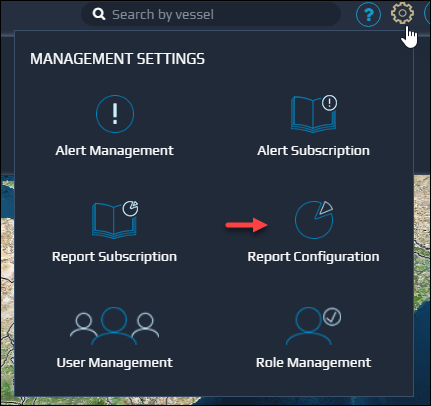 Search by vessel
?
MANAGEMENT SETTINGS
Alert Management
Alert Subscription
Report Subscription
Report Configuration
User Management
Role Management